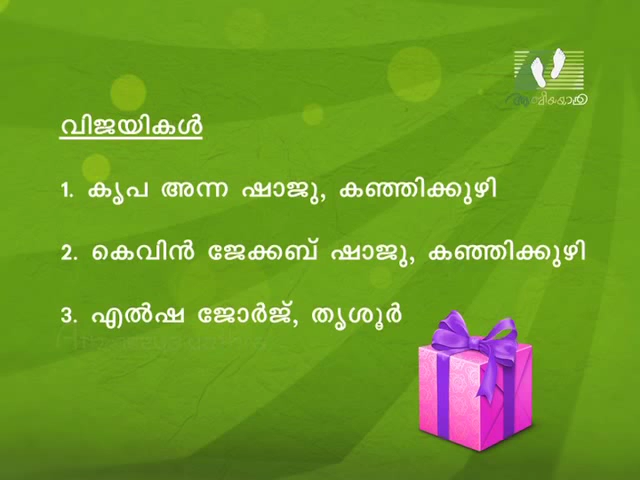 വിജയികൾ
1. കൃപ അന്ന ഷാജു, കഞ്ഞിക്കുഴി
2. കെവിൻ ജേക്കബ് ഷാജു, കഞ്ഞിക്കുഴി
3. എൽഷ ജോർജ്, തൃശൂർ